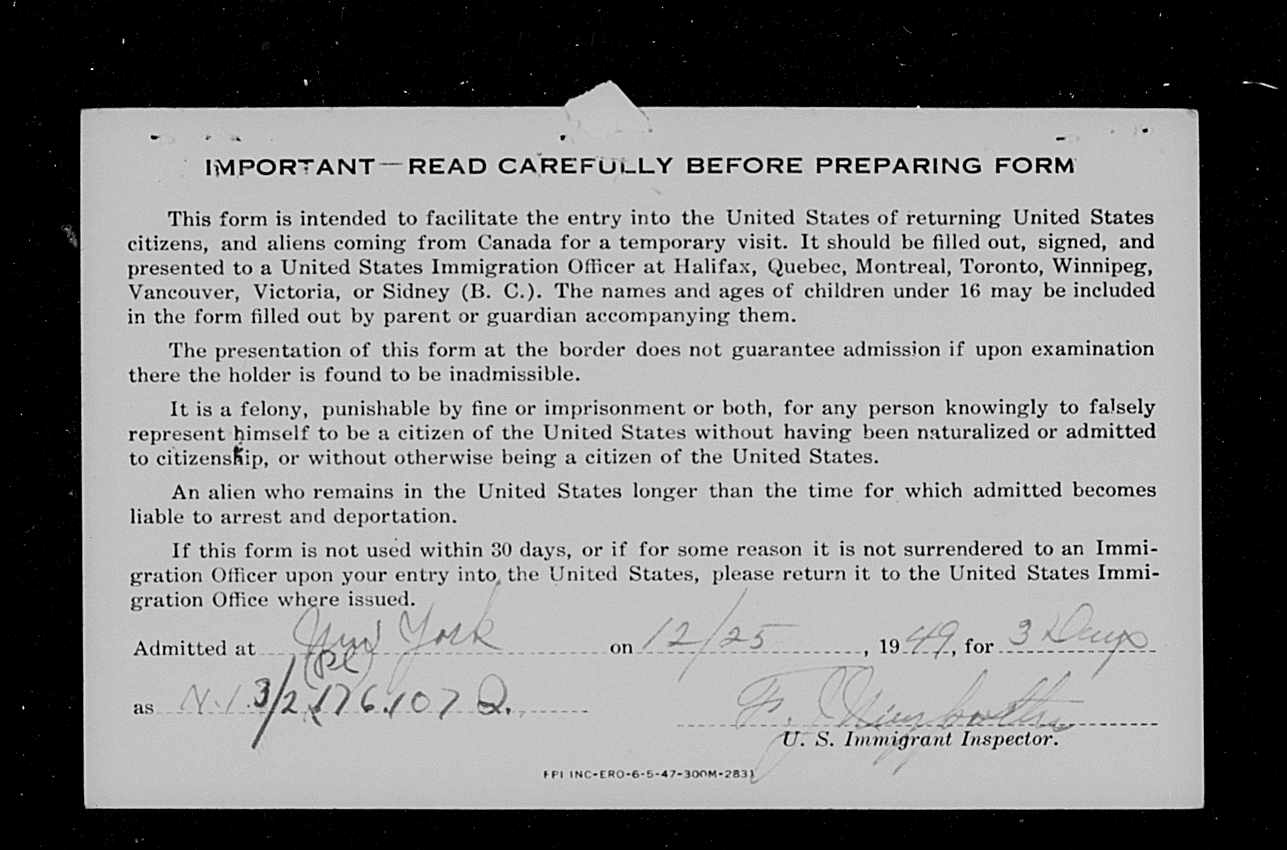 IMPORTANT—READ CAREFULLY BEFORE PREPARING FORM
This form is intended to facilitate the entry into the United States of returning United States
citizens, and aliens coming from Canada for a temporary visit. It should be filled out, signed, and
presented to a United States Immigration Officer at Halifax, Quebec, Montreal, Toronto, Winnipeg,
Vancouver, Victoria, or Sidney (B. C.). The names and ages of children under 16 may be included
in the form filled out by parent or guardian accompanying them.
The presentation of this form at the border does not guarantee admission if upon examination
there the holder is found to be inadmissible.
It is a felony, punishable by fine or imprisonment or both, for any person knowingly to falsely
represent himself to be a citizen of the United States without having been naturalized or admitted
to citizenship, or without otherwise being a citizen of the United States.
An alien who remains in the United States longer than the time for which admitted becomes
liable to arrest and deportation.
If this form is not used within 30 days, or if for some reason it is not surrendered to an Immi-
gration Officer upon your entry into the United States, please return it to the United States Immi-
gration Office where issued.
Admitted at New York on 12/25, 1949, for 3 Days
as
U. S. Immigrant Inspector.
FPI INC-ERO-6-5-47-300M-2831